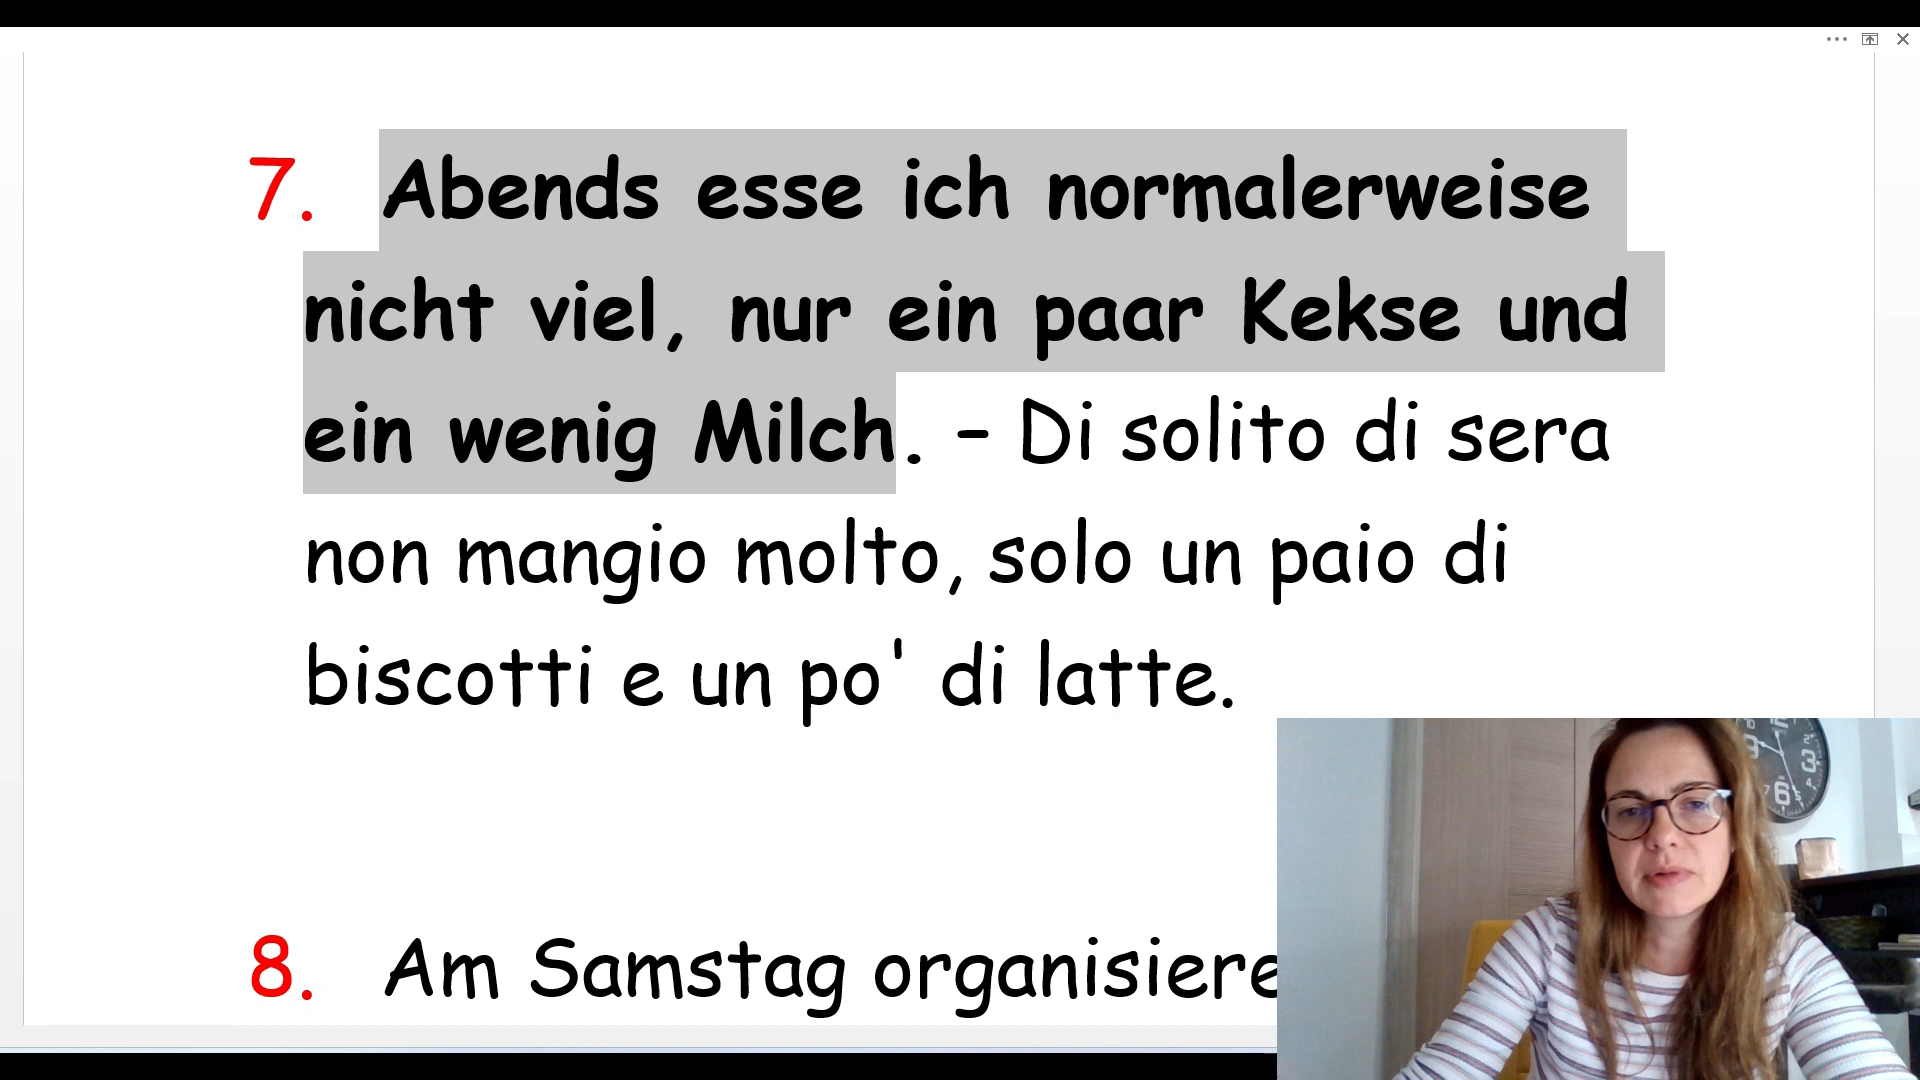 7. Abends esse ich normalerweise
nicht viel, nur ein paar Kekse und
ein wenig Milch. – Di solito di sera
non mangio molto, solo un paio di
biscotti e un po' di latte.
8. Am Samstag organisiere